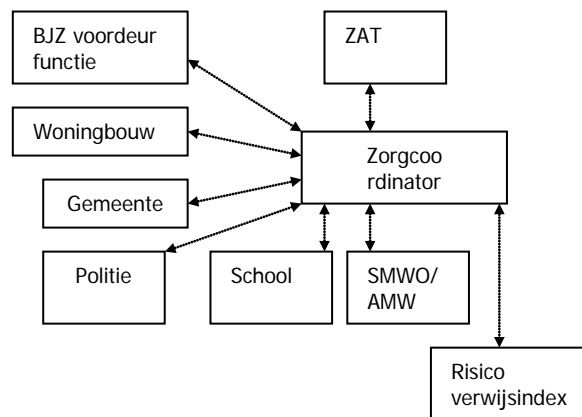 BJZ voordeur
functie
ZAT
Woningbouw
Zorgcoo
rdinator
Gemeente
Politie
School
SMWO/
AMW
Risico
verwijsindex